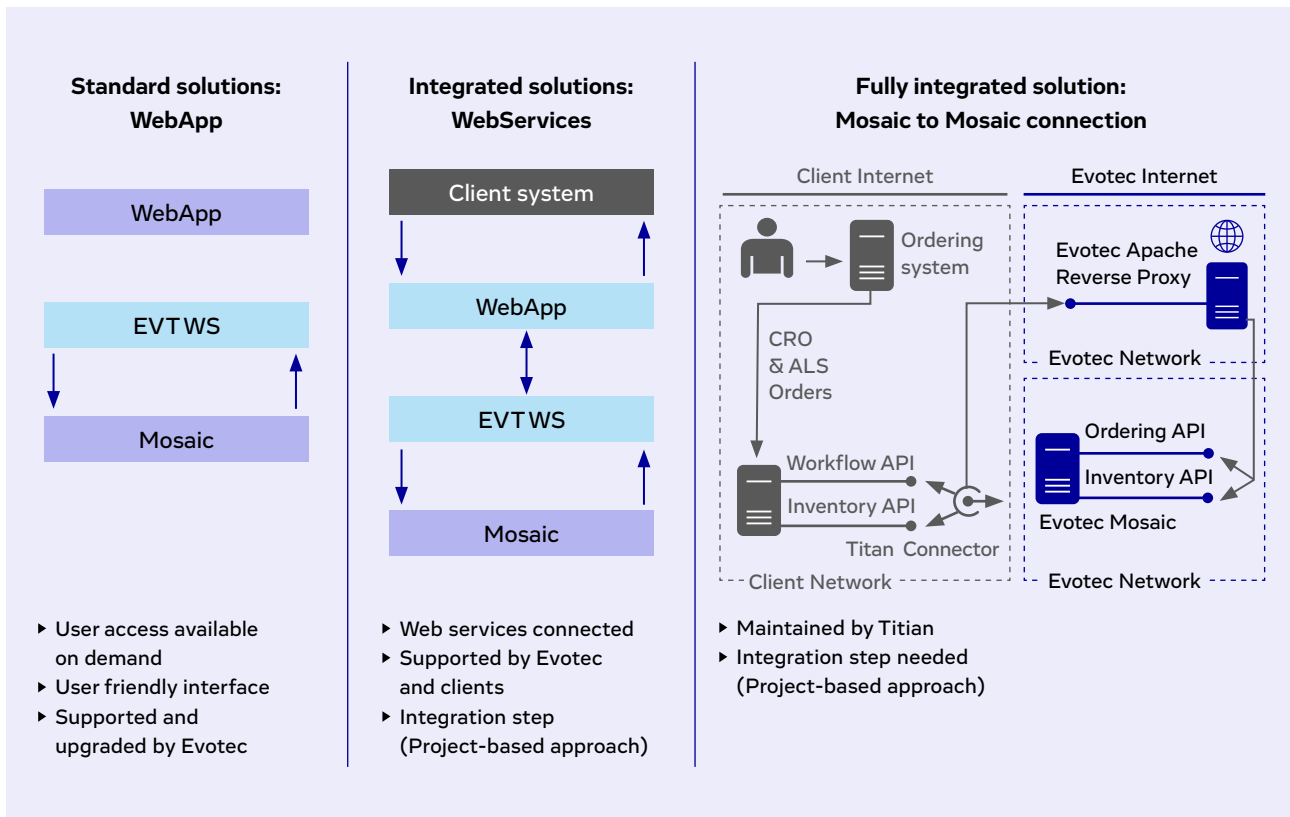 Standard solutions:
WebApp
WebApp
EVT WS
Mosaic
▸ User access available
on demand
▸ User friendly interface
▸ Supported and
upgraded by Evotec
Integrated solutions:
WebServices
Client system
WebApp
EVT WS
Mosaic
▸ Web services connected
▸ Supported by Evotec
and clients
▸ Integration step
(Project-based approach)
Fully integrated solution:
Mosaic to Mosaic connection
Client Internet
Ordering
system
CRO
& ALS
Orders
Workflow API
Inventory API
Titan Connector
Client Network
Evotec Internet
Evotec Apache
Reverse Proxy
Evotec Network
Ordering API
Inventory API
Evotec Mosaic
Evotec Network
▸ Maintained by Titian
▸ Integration step needed
(Project-based approach)